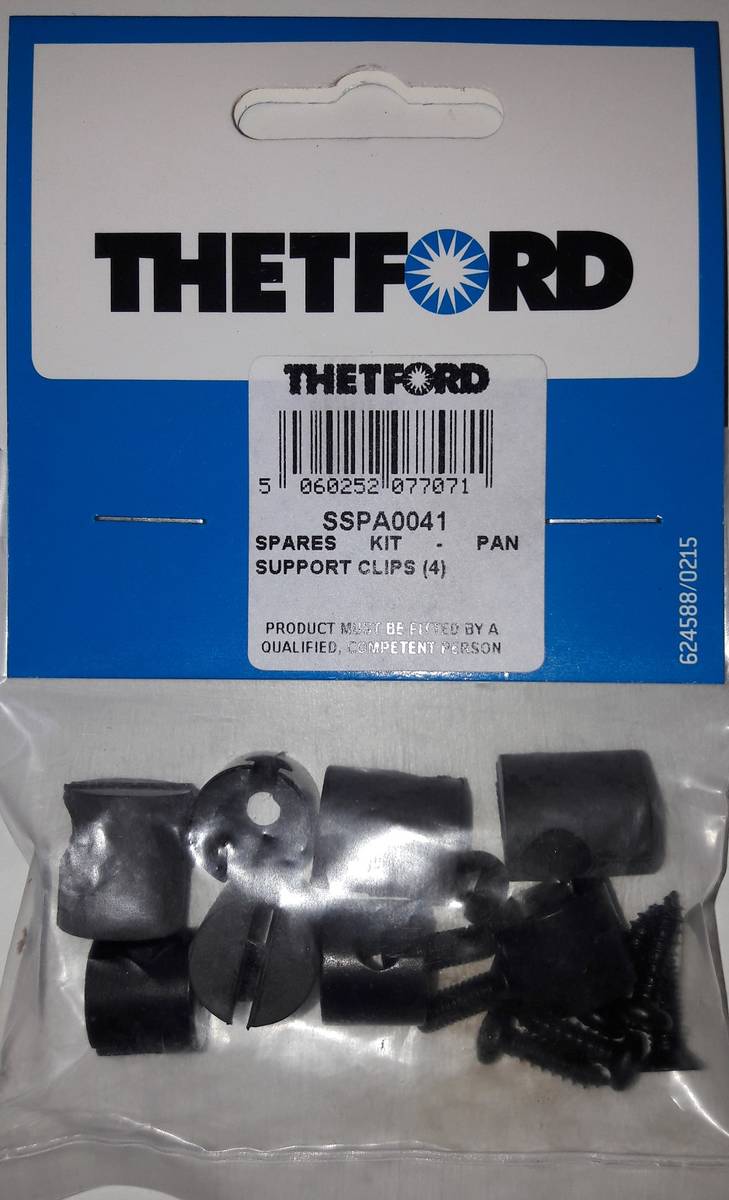 THETFORD
THETFORD
5 060252 077071
SSPA0041
SPARES KIT - PAN
SUPPORT CLIPS (4)
PRODUCT MUST BE FITTED BY A
QUALIFIED, COMPETENT PERSON
624588/0215